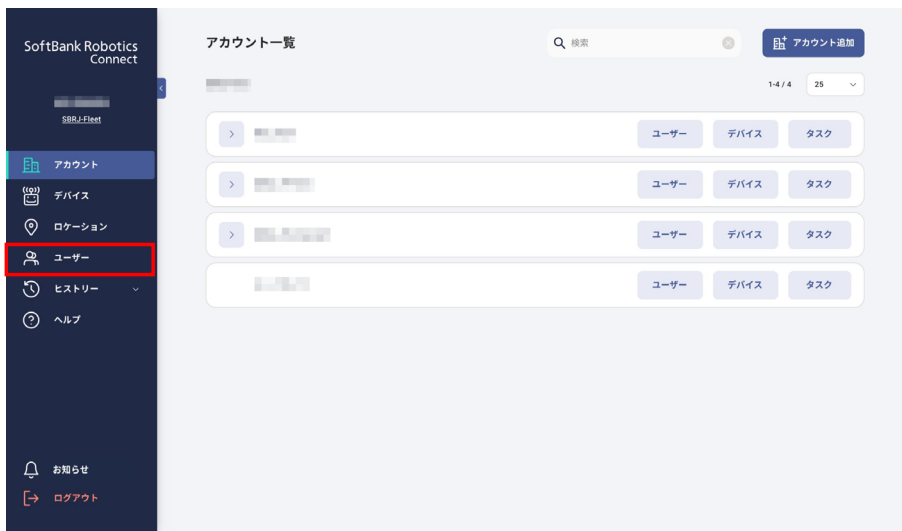 SoftBank Robotics
Connect
SBRJ-Fleet
アカウント
デバイス
ロケーション
ユーザー
ヒストリー
ヘルプ
お知らせ
ログアウト
アカウント一覧
検索
アカウント追加
1-4 / 4 25
ユーザー デバイス タスク
ユーザー デバイス タスク
ユーザー デバイス タスク
ユーザー デバイス タスク